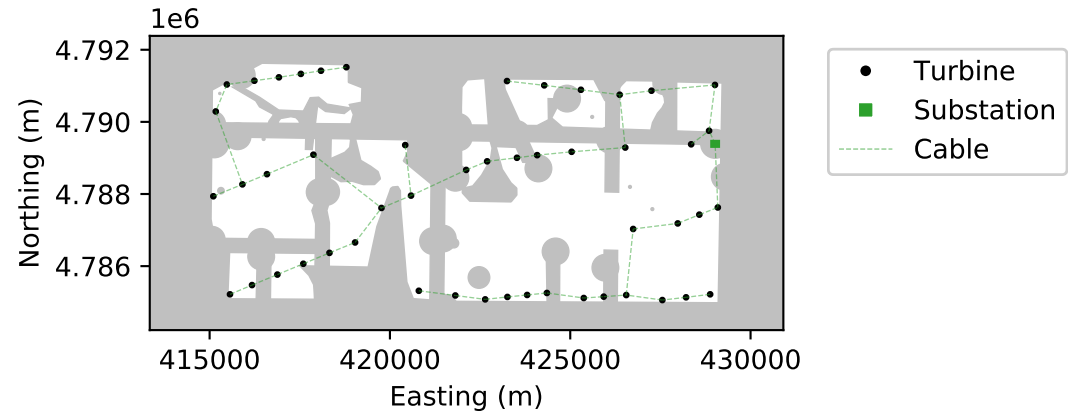 1e6
4.792
4.790
4.788
4.786
Northing (m)
415000 420000 425000 430000
Easting (m)
Turbine
Substation
Cable